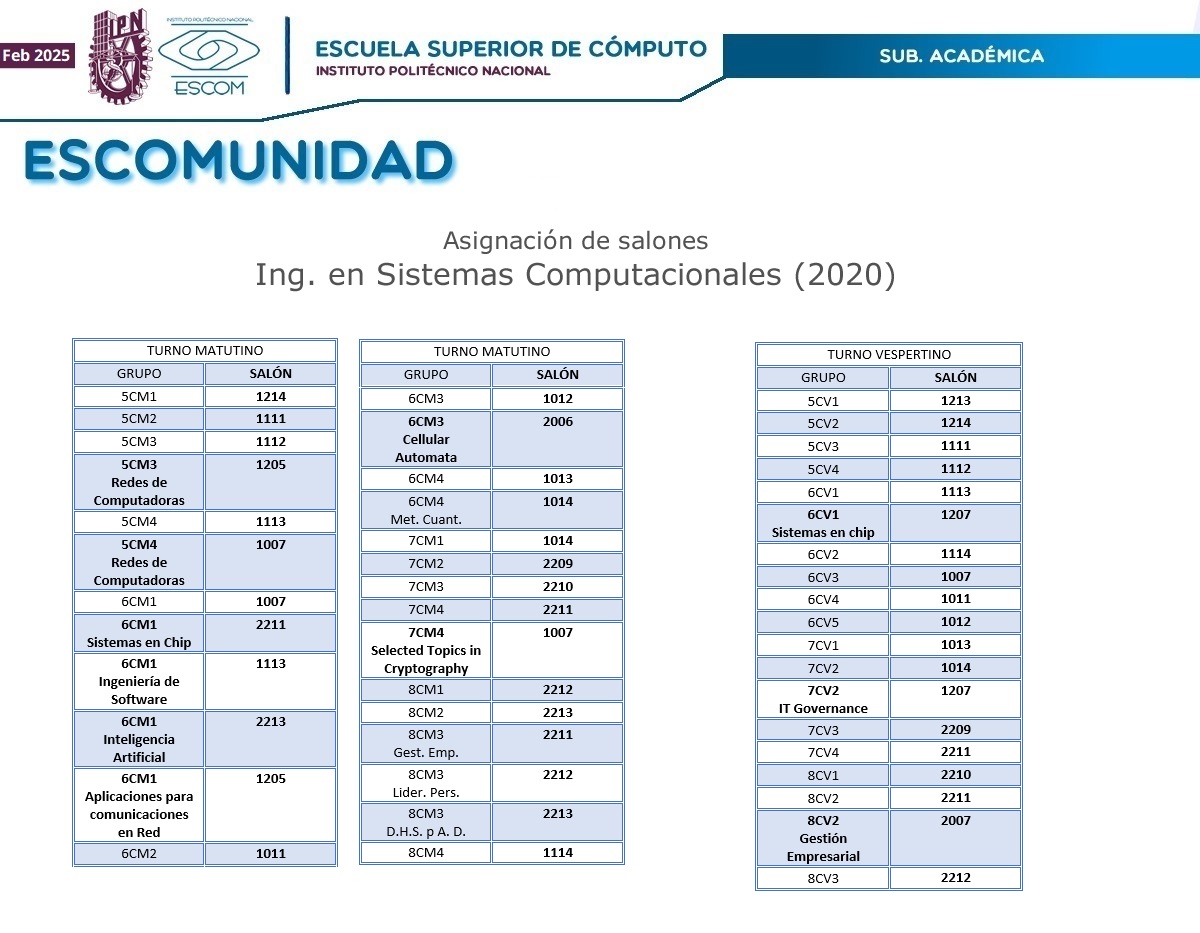 Feb 2025
IPN
INSTITUTO POLITÉCNICO NACIONAL
ESCOM
ESCUELA SUPERIOR DE CÓMPUTO
INSTITUTO POLITÉCNICO NACIONAL
SUB. ACADÉMICA
ESCOMUNIDAD
Asignación de salones
Ing. en Sistemas Computacionales (2020)
TURNO MATUTINO
GRUPO SALÓN
5CM1 1214
5CM2 1111
5CM3 1112
5CM3 1205
Redes de
Computadoras
5CM4 1113
5CM4 1007
Redes de
Computadoras
6CM1 1007
6CM1 2211
Sistemas en Chip
6CM1 1113
Ingeniería de
Software
6CM1 2213
Inteligencia
Artificial
6CM1 1205
Aplicaciones para
comunicaciones
en Red
6CM2 1011
TURNO MATUTINO
GRUPO SALÓN
6CM3 1012
6CM3 2006
Cellular
Automata
6CM4 1013
6CM4 1014
Met. Cuant.
7CM1 1014
7CM2 2209
7CM3 2210
7CM4 2211
7CM4 1007
Selected Topics in
Cryptography
8CM1 2212
8CM2 2213
8CM3 2211
Gest. Emp.
8CM3 2212
Lider. Pers.
8CM3 2213
D.H.S. p A. D.
8CM4 1114
TURNO VESPERTINO
GRUPO SALÓN
5CV1 1213
5CV2 1214
5CV3 1111
5CV4 1112
6CV1 1113
6CV1 1207
Sistemas en chip
6CV2 1114
6CV3 1007
6CV4 1011
6CV5 1012
7CV1 1013
7CV2 1014
7CV2 1207
IT Governance
7CV3 2209
7CV4 2211
8CV1 2210
8CV2 2211
8CV2 2007
Gestión
Empresarial
8CV3 2212